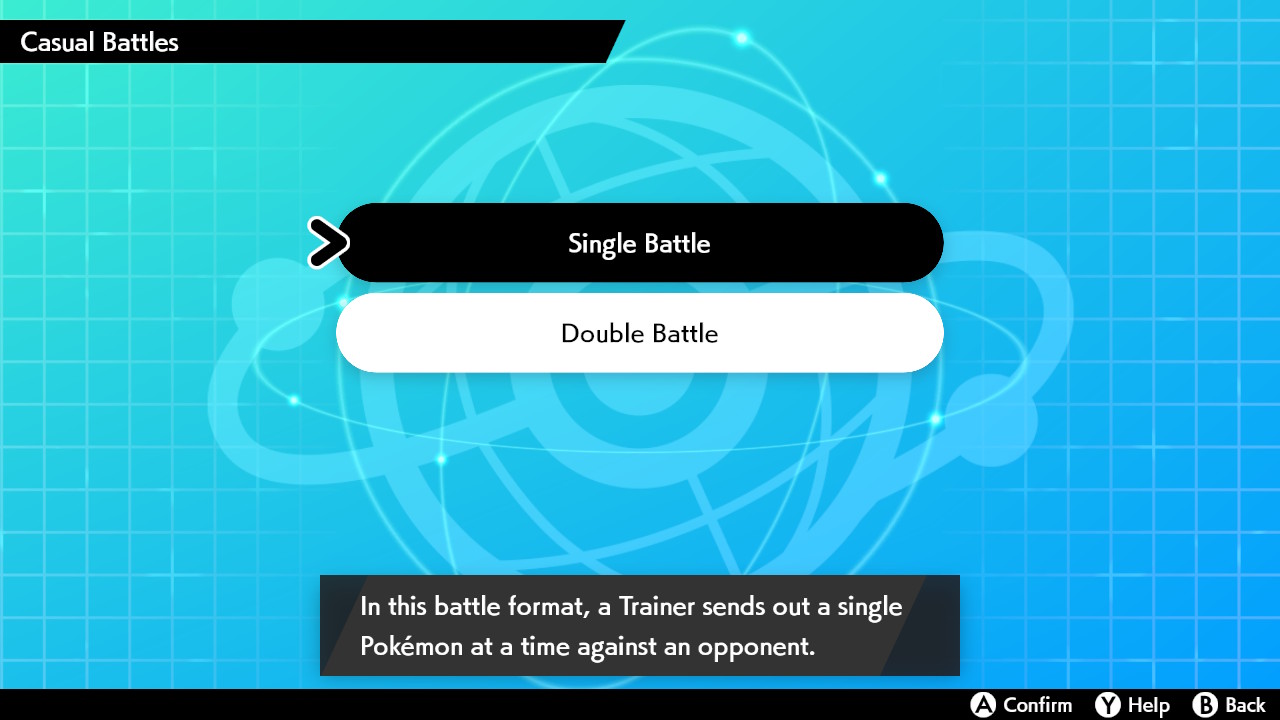 Casual Battles
Single Battle
Double Battle
In this battle format, a Trainer sends out a single
Pokémon at a time against an opponent.
A Confirm Y Help B Back